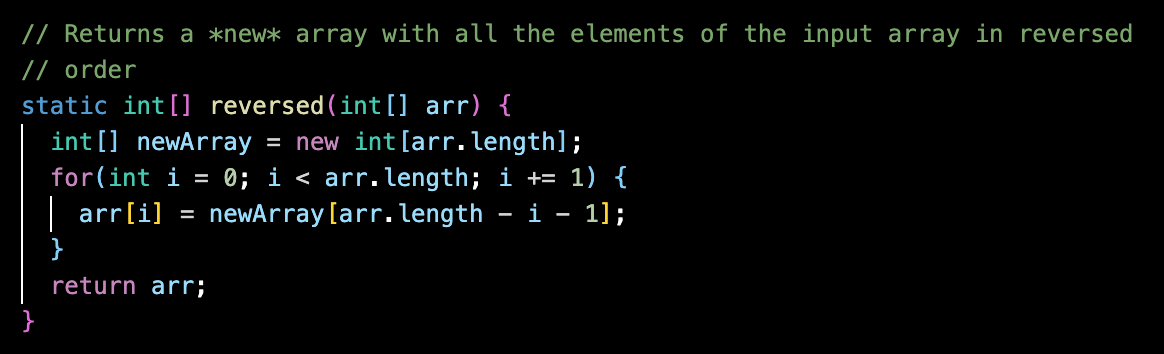 // Returns a *new* array with all the elements of the input array in reversed
// order
static int[] reversed(int[] arr) {
  int[] newArray = new int[arr.length];
  for(int i = 0; i < arr.length; i += 1) {
    arr[i] = newArray[arr.length - i - 1];
  }
  return arr;
}